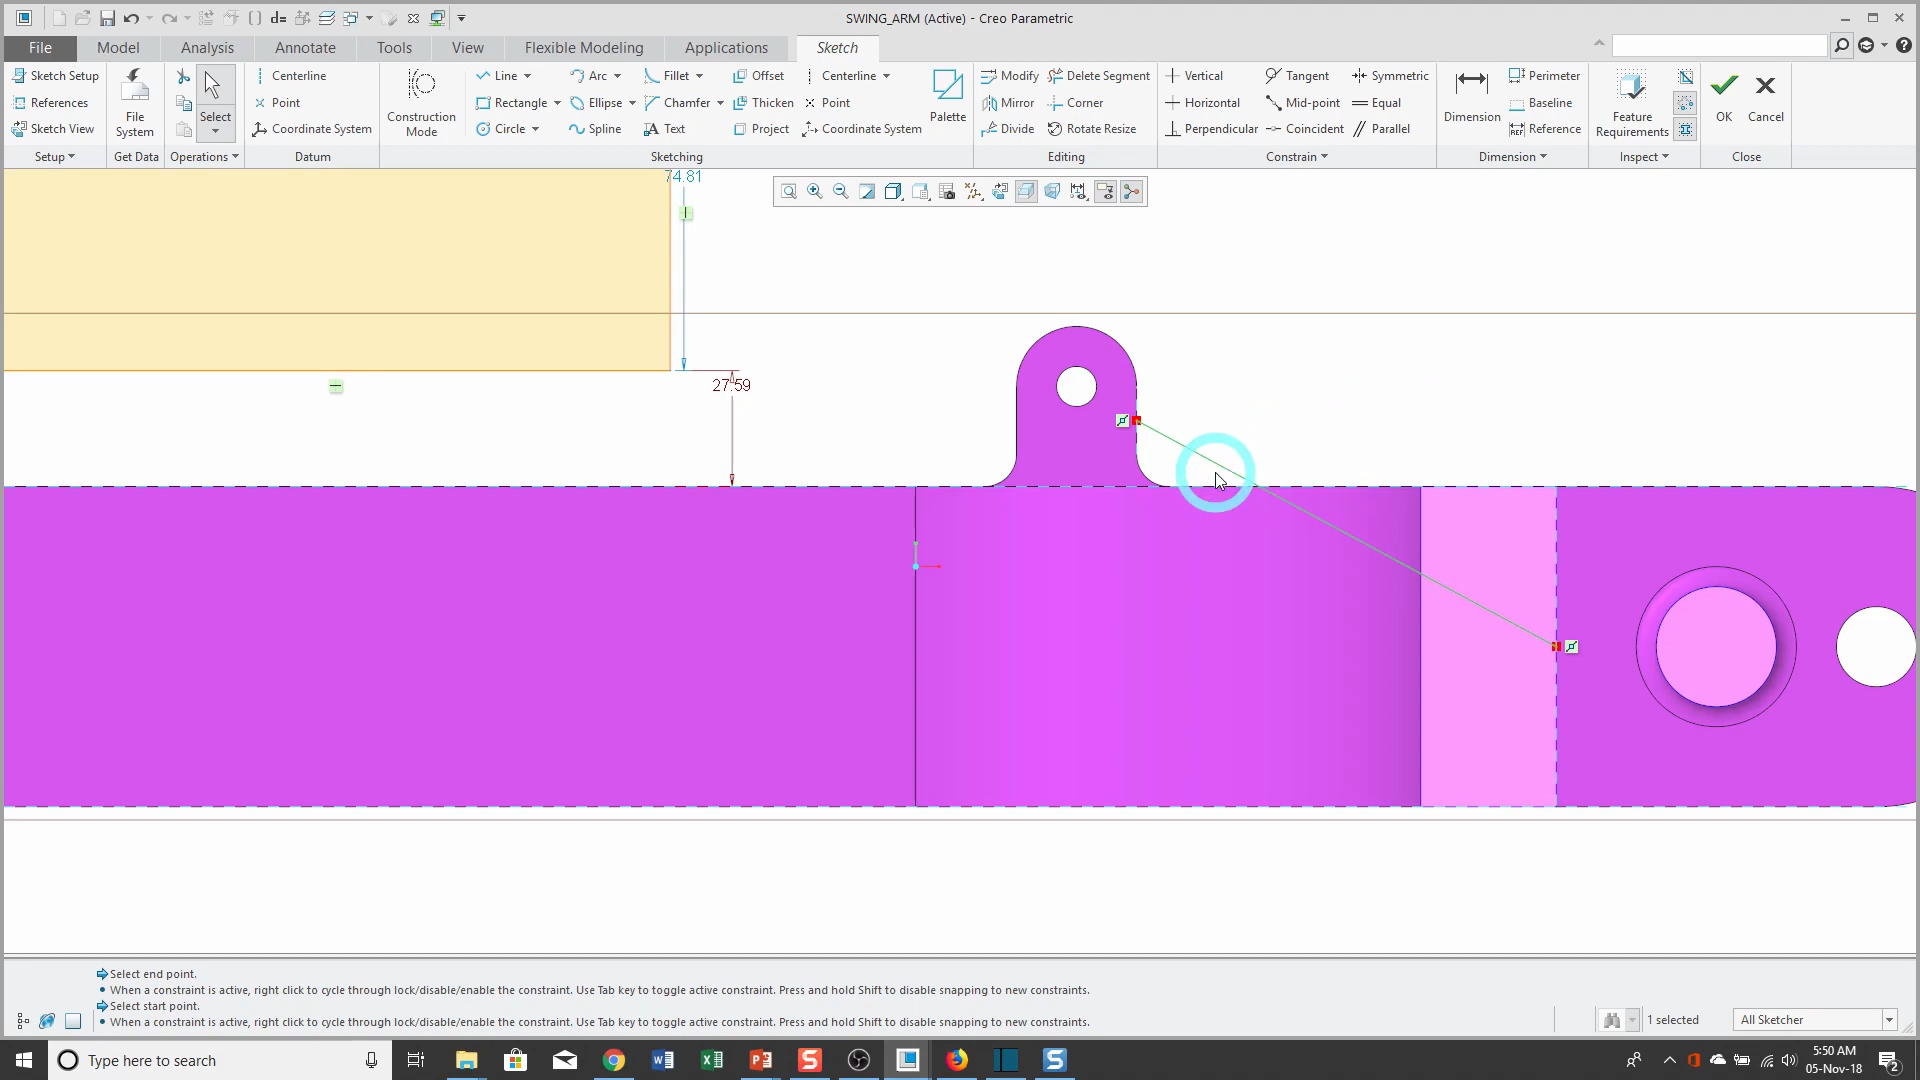 SWING_ARM (Active) - Creo Parametric
File Model Analysis Annotate Tools View Flexible Modeling Applications Sketch
Sketch Setup
References
Sketch View
Setup
File System
Get Data
Select
Operations
Centerline
Point
Coordinate System
Datum
Construction Mode
Line Arc Fillet Offset Centerline
Rectangle Ellipse Chamfer Thicken Point
Circle Spline Text Project Coordinate System
Palette
Sketching
Modify Delete Segment
Mirror Corner
Divide Rotate Resize
Editing
Vertical Tangent Symmetric
Horizontal Mid-point Equal
Perpendicular Coincident Parallel
Constrain
Dimension
Perimeter
Baseline
REF Reference
Dimension
Feature Requirements
Inspect
OK
Cancel
Close
74.81
27.59
Select end point.
When a constraint is active, right click to cycle through lock/disable/enable the constraint. Use Tab key to toggle active constraint. Press and hold Shift to disable snapping to new constraints.
Select start point.
When a constraint is active, right click to cycle through lock/disable/enable the constraint. Use Tab key to toggle active constraint. Press and hold Shift to disable snapping to new constraints.
1 selected
All Sketcher
Type here to search
5:50 AM
05-Nov-18
2